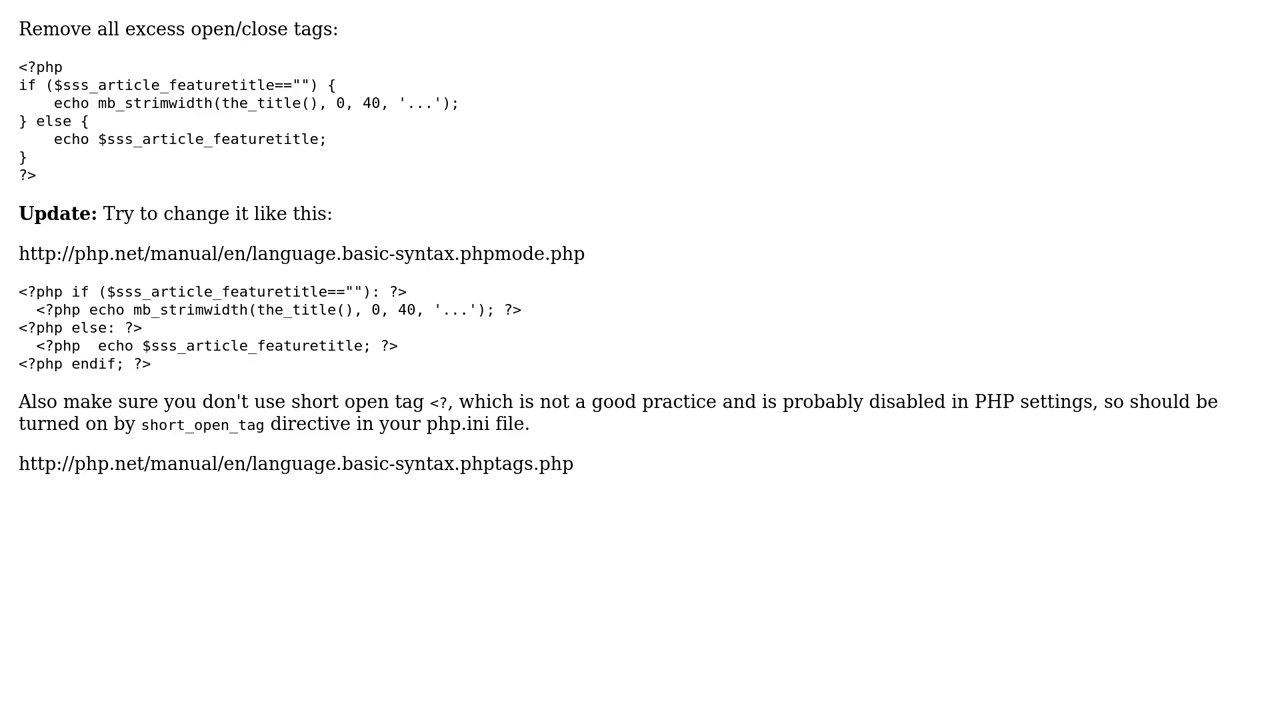 Remove all excess open/close tags:
<?php
if ($sss_article_featuretitle=="") {
    echo mb_strimwidth(the_title(), 0, 40, '...');
} else {
    echo $sss_article_featuretitle;
}
?>
Update: Try to change it like this:
http://php.net/manual/en/language.basic-syntax.phpmode.php
<?php if ($sss_article_featuretitle==""): ?>
  <?php echo mb_strimwidth(the_title(), 0, 40, '...'); ?>
<?php else: ?>
  <?php  echo $sss_article_featuretitle; ?>
<?php endif; ?>
Also make sure you don't use short open tag <?, which is not a good practice and is probably disabled in PHP settings, so should be
turned on by short_open_tag directive in your php.ini file.
http://php.net/manual/en/language.basic-syntax.phptags.php